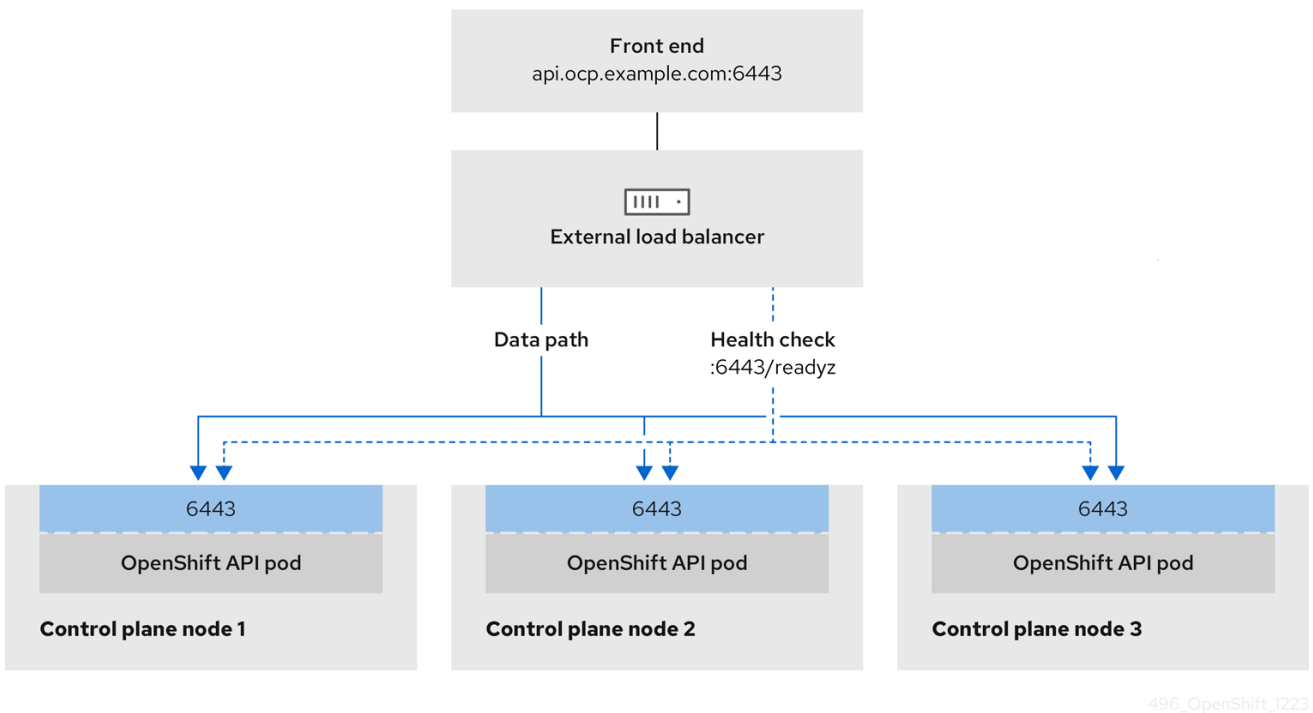 Front end
api.ocp.example.com:6443
External load balancer
Data path
Health check
:6443/readyz
6443
6443
6443
OpenShift API pod
OpenShift API pod
OpenShift API pod
Control plane node 1
Control plane node 2
Control plane node 3
496_OpenShift_1223